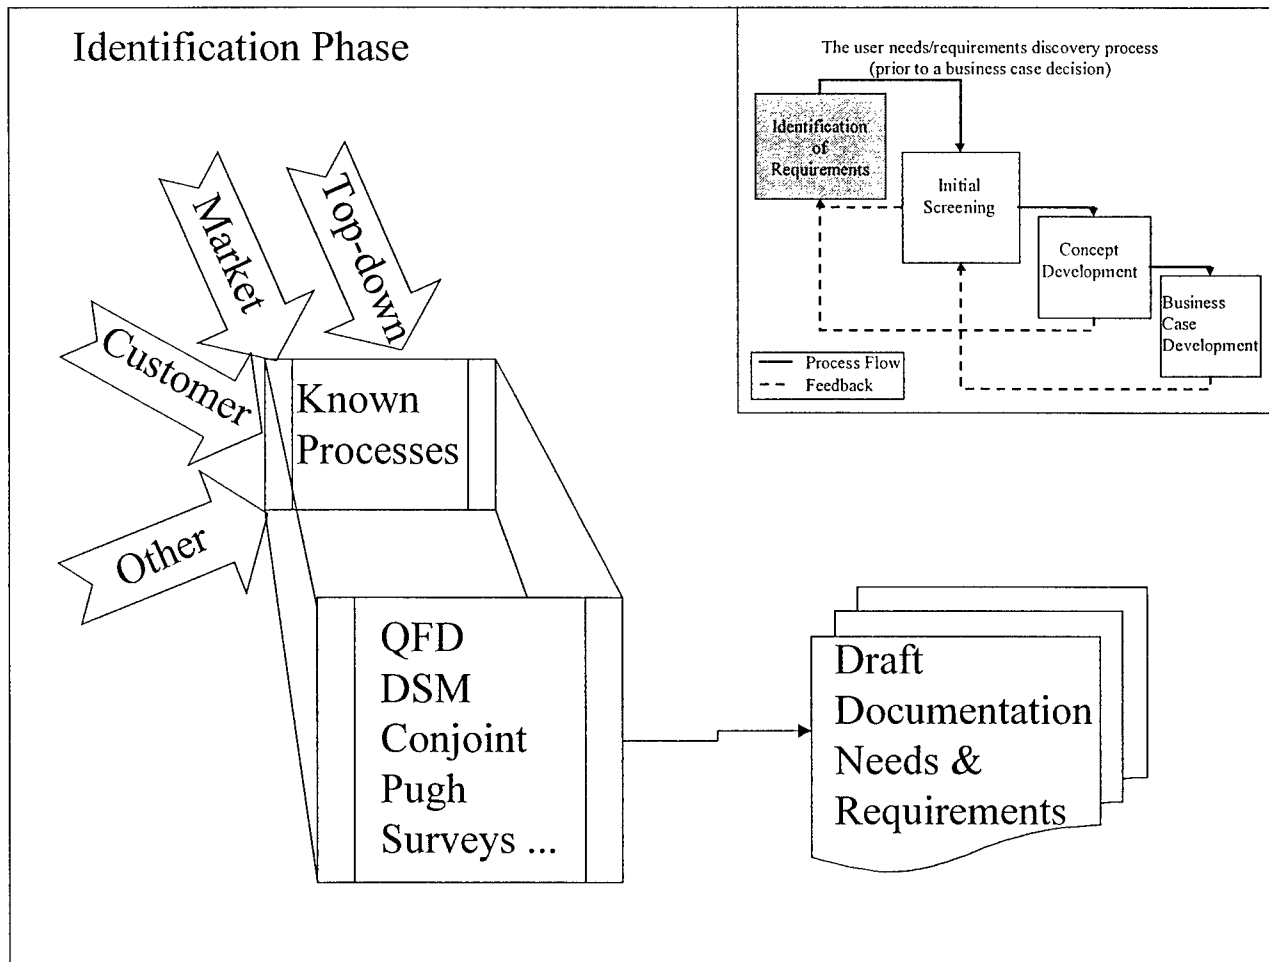 Identification Phase
The user needs/requirements discovery process
(prior to a business case decision)
Identification
of
Requirements
Initial
Screening
Concept
Development
Business
Case
Development
Process Flow
Feedback
Market
Top-down
Customer
Other
Known
Processes
QFD
DSM
Conjoint
Pugh
Surveys ...
Draft
Documentation
Needs &
Requirements